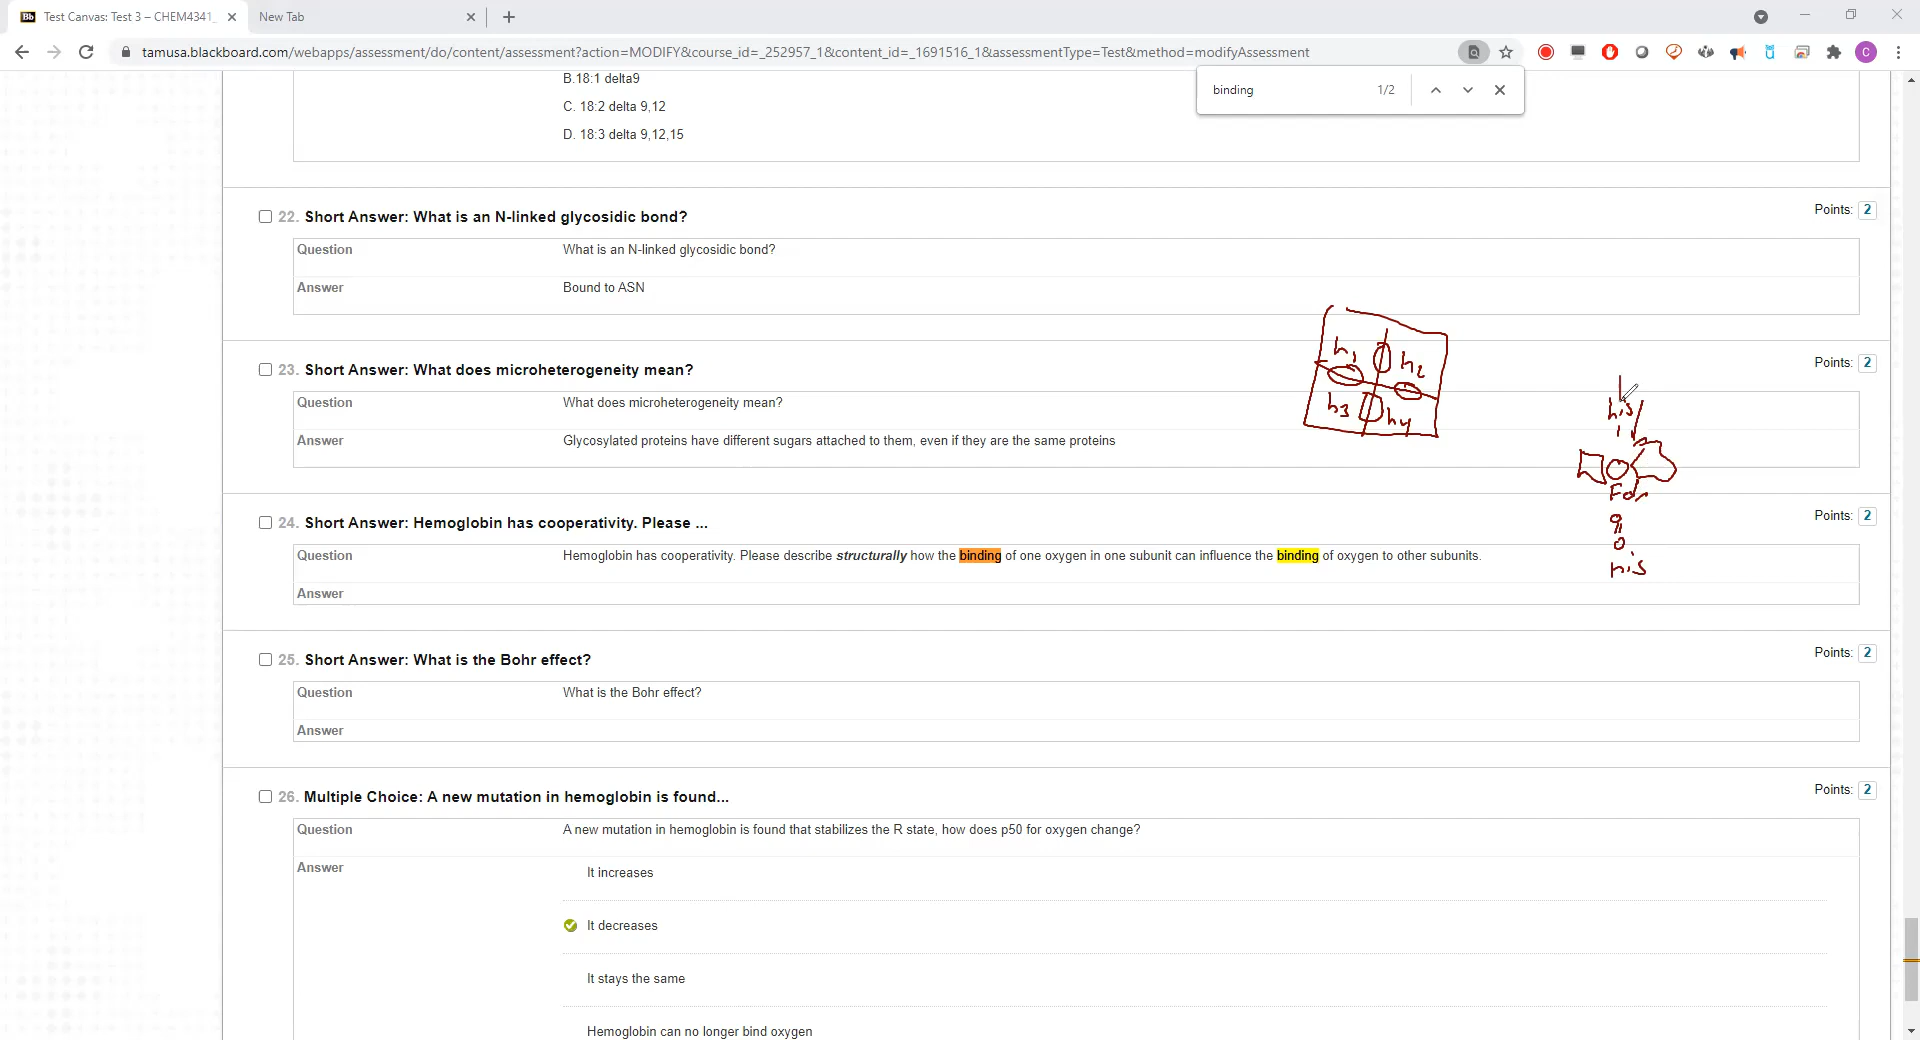 Test Canvas: Test 3 – CHEM4341_
New Tab
tamusa.blackboard.com/webapps/assessment/do/content/assessment?action=MODIFY&course_id=_252957_1&content_id=_1691516_1&assessmentType=Test&method=modifyAssessment
C
binding 1/2
B.18:1 delta9
C. 18:2 delta 9,12
D. 18:3 delta 9,12,15
22. Short Answer: What is an N-linked glycosidic bond?
Points: 2
Question What is an N-linked glycosidic bond?
Answer Bound to ASN
h1 h2
h3 h4
23. Short Answer: What does microheterogeneity mean?
Points: 2
Question What does microheterogeneity mean?
Answer Glycosylated proteins have different sugars attached to them, even if they are the same proteins
his
Fe
O
O
his
24. Short Answer: Hemoglobin has cooperativity. Please ...
Points: 2
Question Hemoglobin has cooperativity. Please describe structurally how the binding of one oxygen in one subunit can influence the binding of oxygen to other subunits.
Answer
25. Short Answer: What is the Bohr effect?
Points: 2
Question What is the Bohr effect?
Answer
26. Multiple Choice: A new mutation in hemoglobin is found...
Points: 2
Question A new mutation in hemoglobin is found that stabilizes the R state, how does p50 for oxygen change?
Answer It increases
It decreases
It stays the same
Hemoglobin can no longer bind oxygen